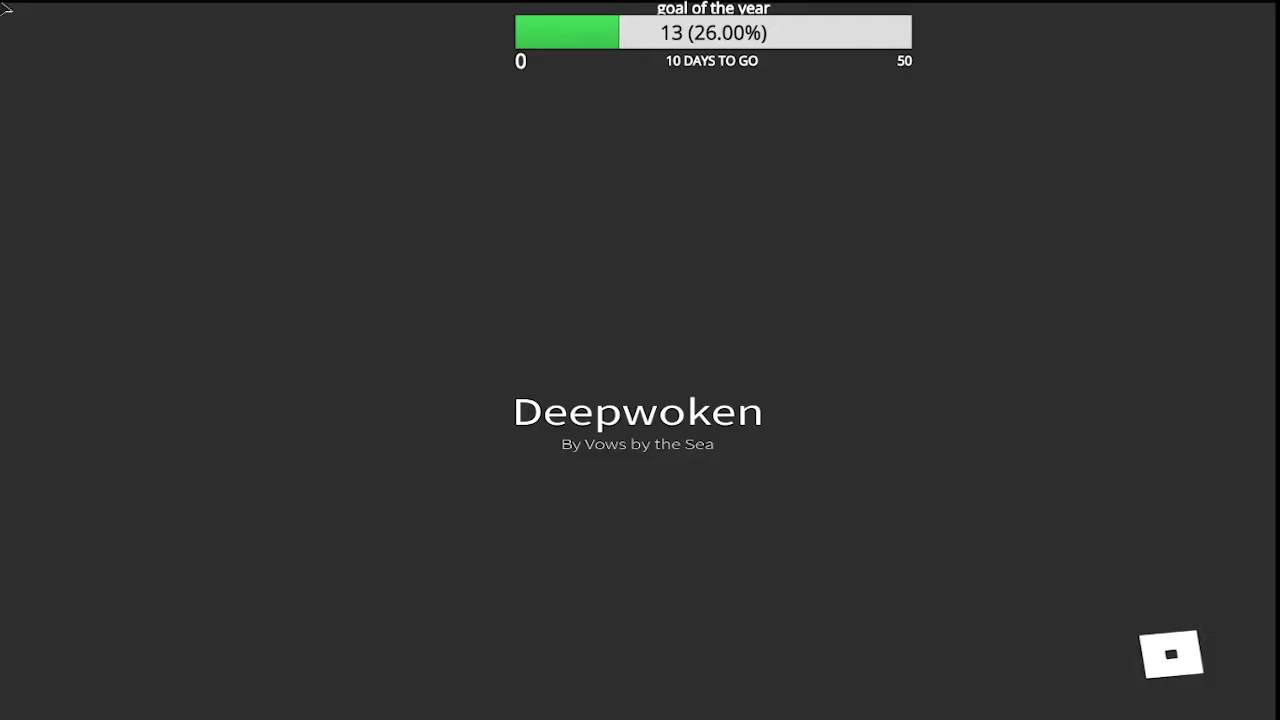 goal of the year
13 (26.00%)
0
10 DAYS TO GO
50
Deepwoken
By Vows by the Sea